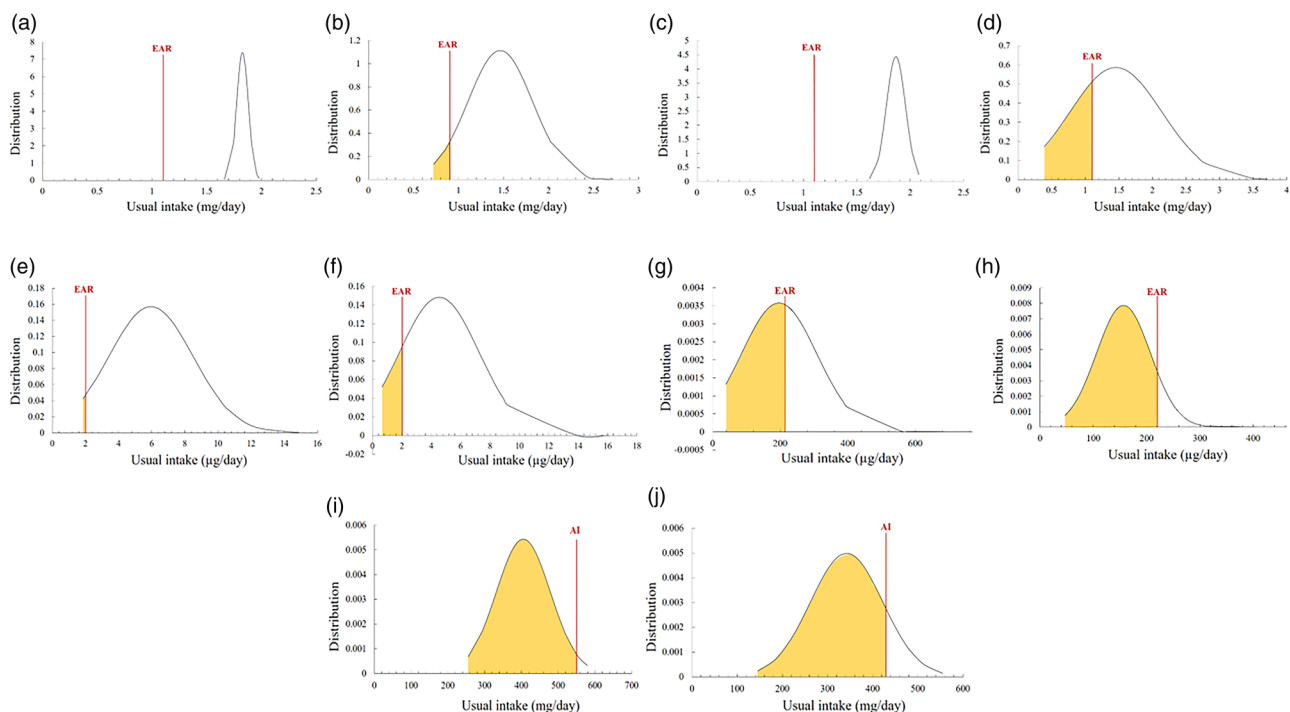 (a)
EAR
Distribution
8
7
6
5
4
3
2
1
0
0 0.5 1 1.5 2 2.5
Usual intake (mg/day)
(b)
EAR
Distribution
1.2
1
0.8
0.6
0.4
0.2
0
0 0.5 1 1.5 2 2.5 3
Usual intake (mg/day)
(c)
EAR
Distribution
5
4.5
4
3.5
3
2.5
2
1.5
1
0.5
0
0 0.5 1 1.5 2 2.5
Usual intake (mg/day)
(d)
EAR
Distribution
0.7
0.6
0.5
0.4
0.3
0.2
0.1
0.0
0 1 2 3 4
Usual intake (mg/day)
(e)
EAR
Distribution
0.18
0.16
0.14
0.12
0.1
0.08
0.06
0.04
0.02
0
0 2 4 6 8 10 12 14 16
Usual intake (µg/day)
(f)
EAR
Distribution
0.16
0.14
0.12
0.1
0.08
0.06
0.04
0.02
0
-0.02
2 4 6 8 10 12 14 16 18
Usual intake (µg/day)
(g)
EAR
Distribution
0.004
0.0035
0.003
0.0025
0.002
0.0015
0.001
0.0005
0
-0.0005
0 200 400 600
Usual intake (µg/day)
(h)
EAR
Distribution
0.009
0.008
0.007
0.006
0.005
0.004
0.003
0.002
0.001
0
0 100 200 300 400
Usual intake (µg/day)
(i)
AI
Distribution
0.006
0.005
0.004
0.003
0.002
0.001
0
0 100 200 300 400 500 600 700
Usual intake (mg/day)
(j)
AI
Distribution
0.006
0.005
0.004
0.003
0.002
0.001
0
0 100 200 300 400 500 600
Usual intake (mg/day)